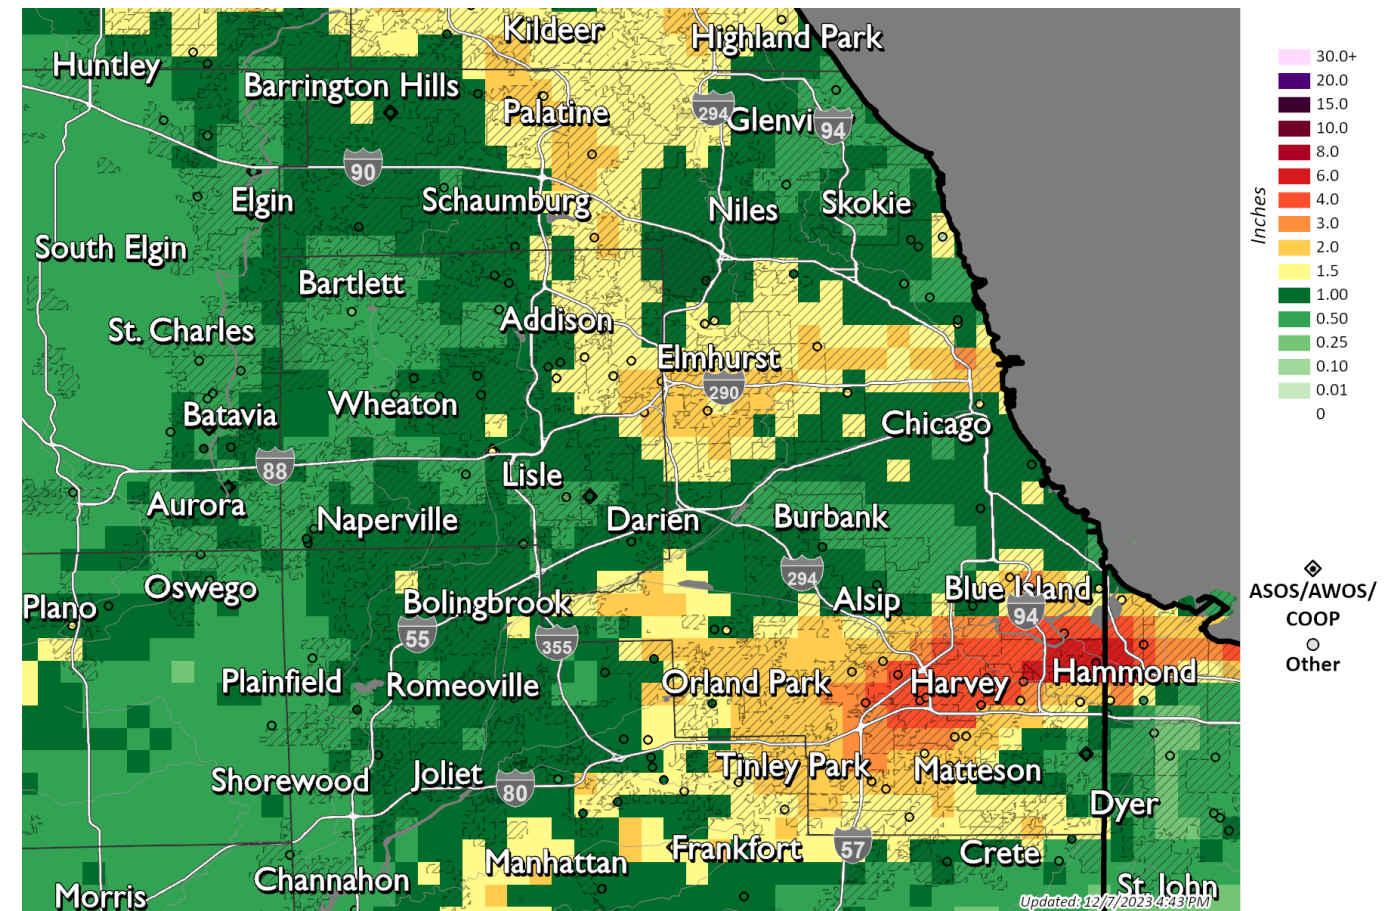 Kildeer
Highland Park
Huntley
Barrington Hills
Palatine
294
Glenvi
94
90
Elgin
Schaumburg
Niles
Skokie
South Elgin
Bartlett
St. Charles
Addison
Elmhurst
290
Batavia
Wheaton
Chicago
88
Lisle
Aurora
Naperville
Darien
Burbank
294
Oswego
Plano
Bolingbrook
Alsip
Blue Island
94
55
355
Plainfield
Romeoville
Orland Park
Harvey
Hammond
Shorewood
Joliet
80
Tinley Park
Matteson
Dyer
Manhattan
Frankfort
57
Crete
Channahon
Morris
St. John
Updated: 12/7/2023 4:43 PM
Inches
30.0+
20.0
15.0
10.0
8.0
6.0
4.0
3.0
2.0
1.5
1.00
0.50
0.25
0.10
0.01
0
ASOS/AWOS/
COOP
Other